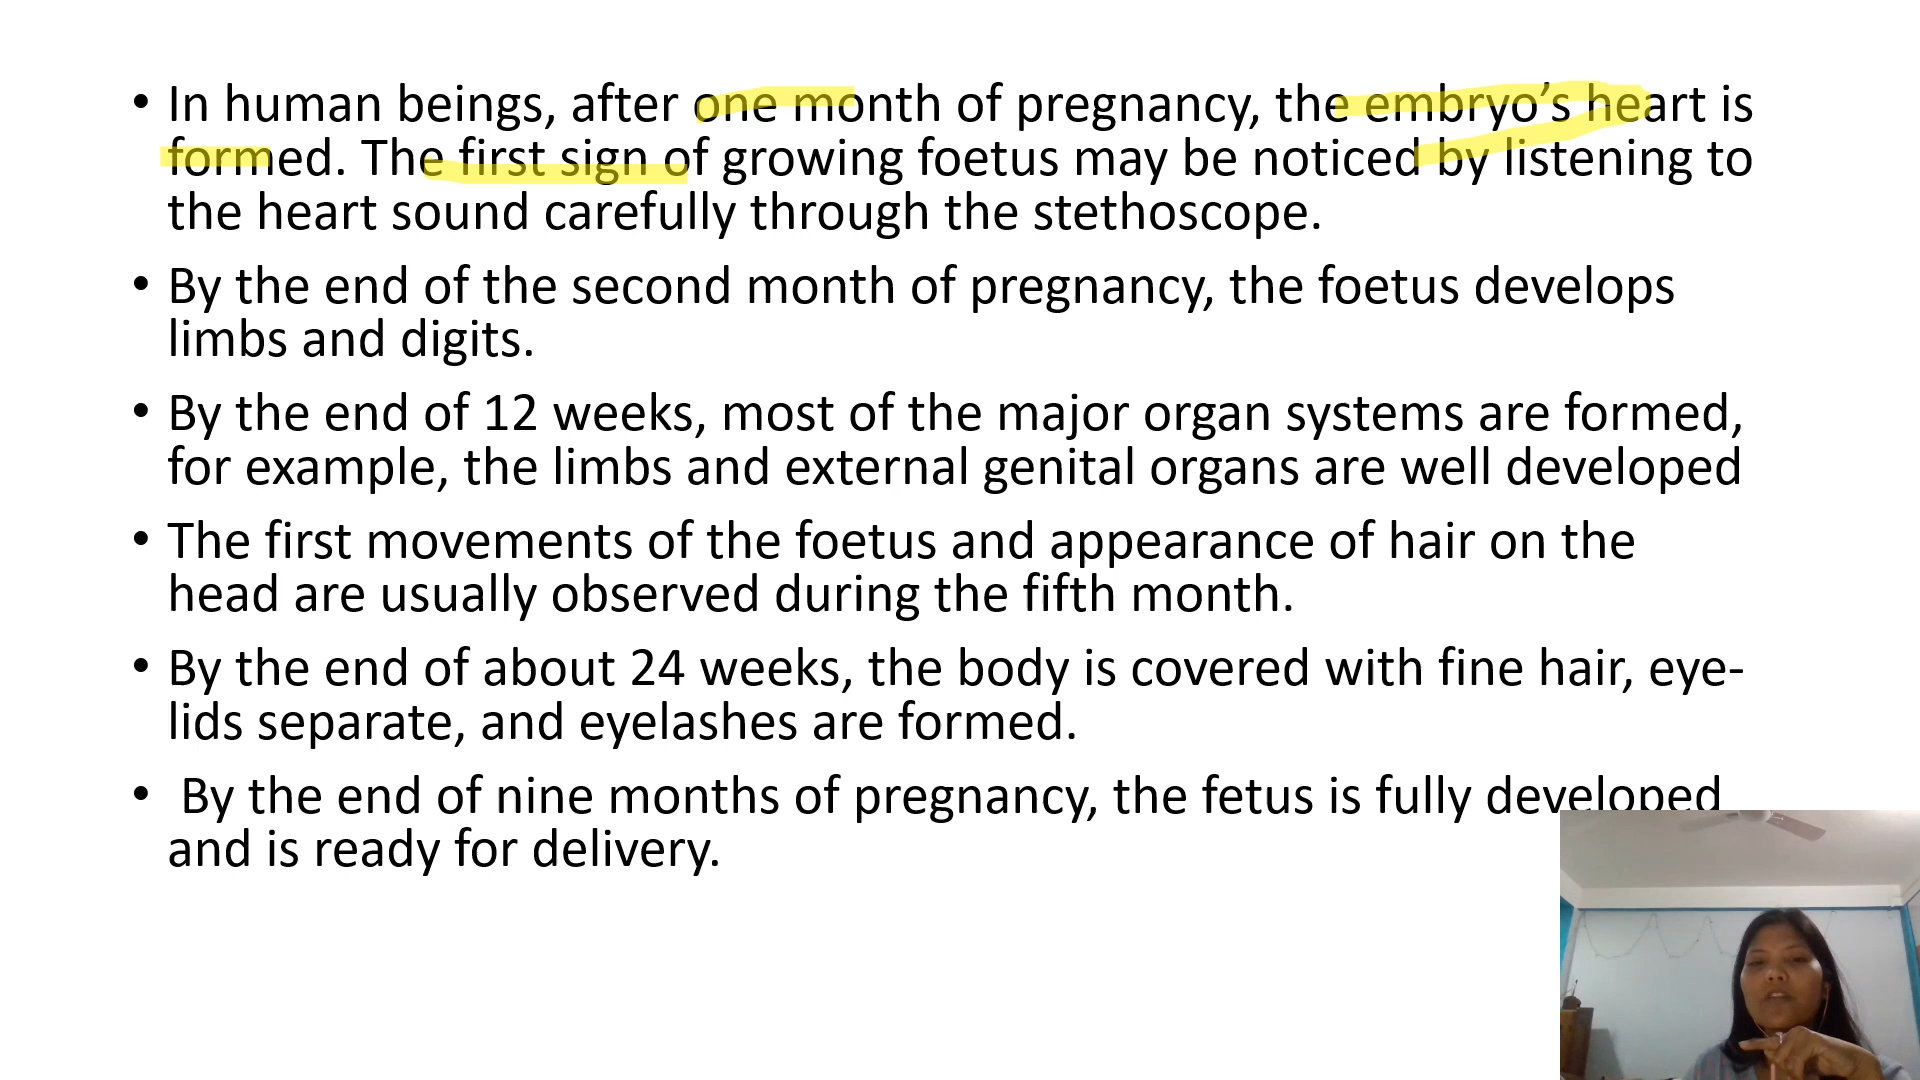 • In human beings, after one month of pregnancy, the embryo’s heart is
formed. The first sign of growing foetus may be noticed by listening to
the heart sound carefully through the stethoscope.
• By the end of the second month of pregnancy, the foetus develops
limbs and digits.
• By the end of 12 weeks, most of the major organ systems are formed,
for example, the limbs and external genital organs are well developed
• The first movements of the foetus and appearance of hair on the
head are usually observed during the fifth month.
• By the end of about 24 weeks, the body is covered with fine hair, eye-
lids separate, and eyelashes are formed.
• By the end of nine months of pregnancy, the fetus is fully developed
and is ready for delivery.